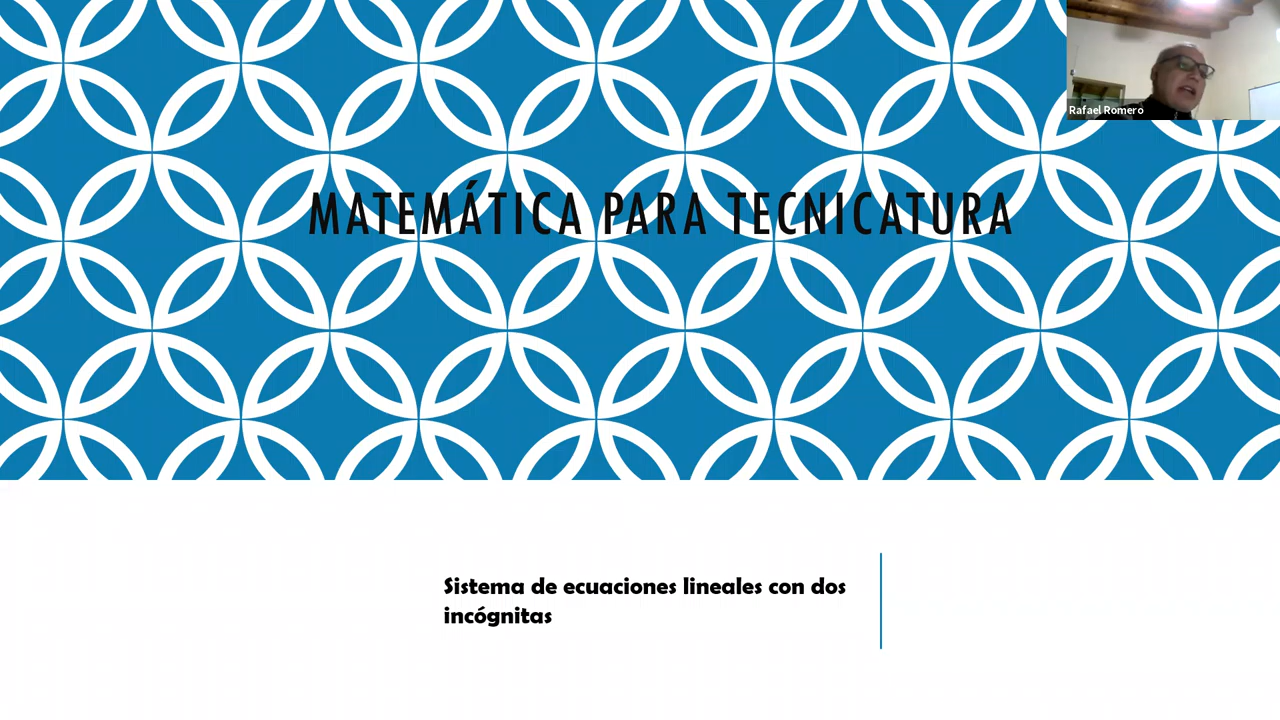 Rafael Romero
MATEMÁTICA PARA TECNICATURA
Sistema de ecuaciones lineales con dos
incógnitas